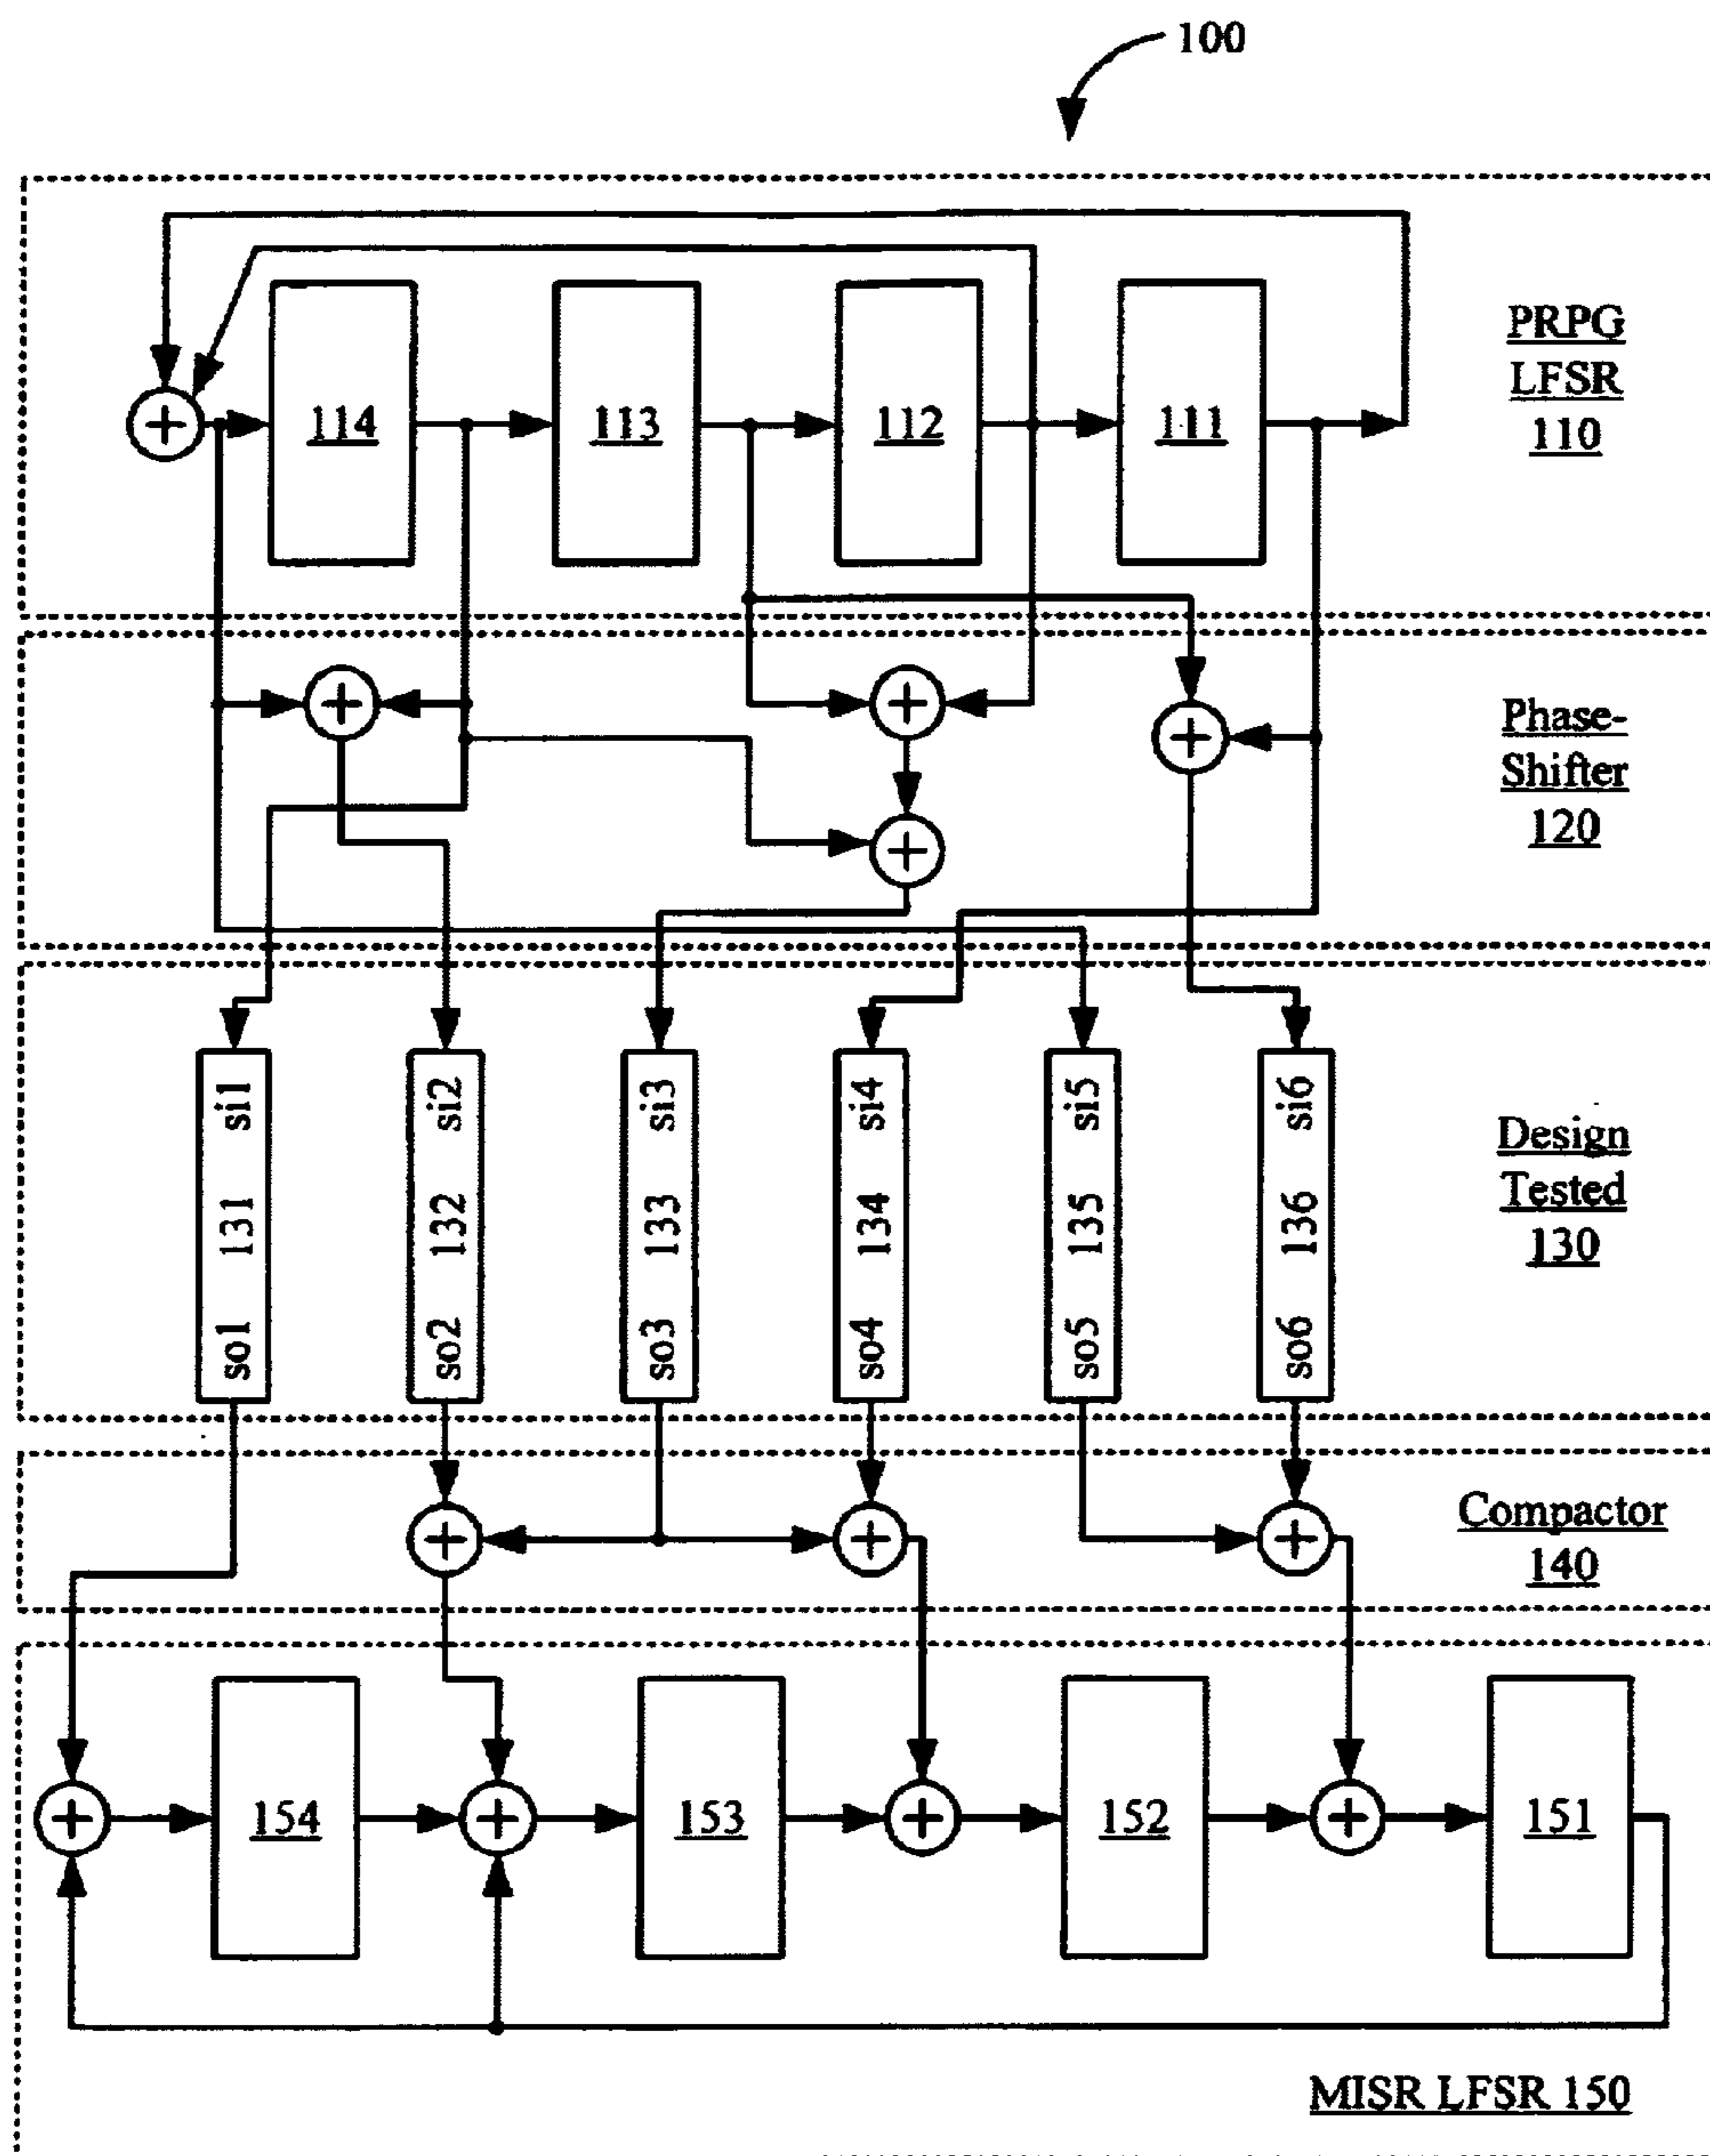 100
PRPG
LFSR
110
114
113
112
111
Phase-
Shifter
120
so1 131 si1
so2 132 si2
so3 133 si3
so4 134 si4
so5 135 si5
so6 136 si6
Design
Tested
130
Compactor
140
154
153
152
151
MISR LFSR 150